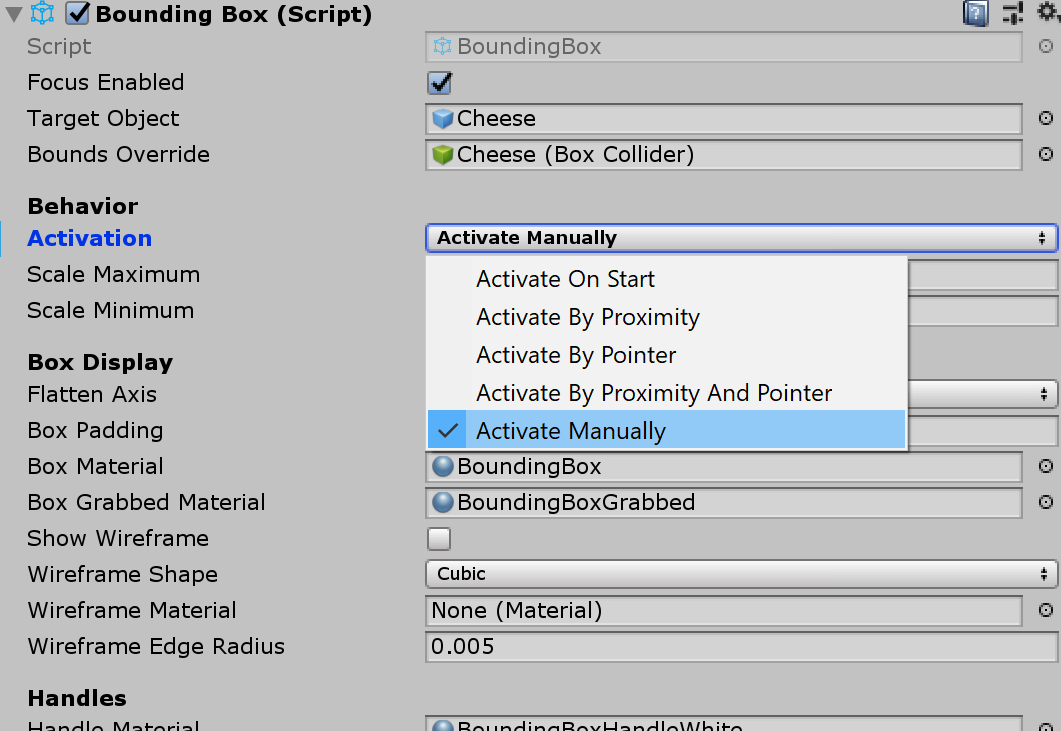 Bounding Box (Script)
Script BoundingBox
Focus Enabled
Target Object Cheese
Bounds Override Cheese (Box Collider)
Behavior
Activation Activate Manually
Activate On Start
Scale Maximum
Activate By Proximity
Scale Minimum
Activate By Pointer
Box Display
Flatten Axis Activate By Proximity And Pointer
Box Padding Activate Manually
Box Material BoundingBox
Box Grabbed Material BoundingBoxGrabbed
Show Wireframe
Wireframe Shape Cubic
Wireframe Material None (Material)
Wireframe Edge Radius 0.005
Handles
Handle Material BoundingBoxHandleWhite